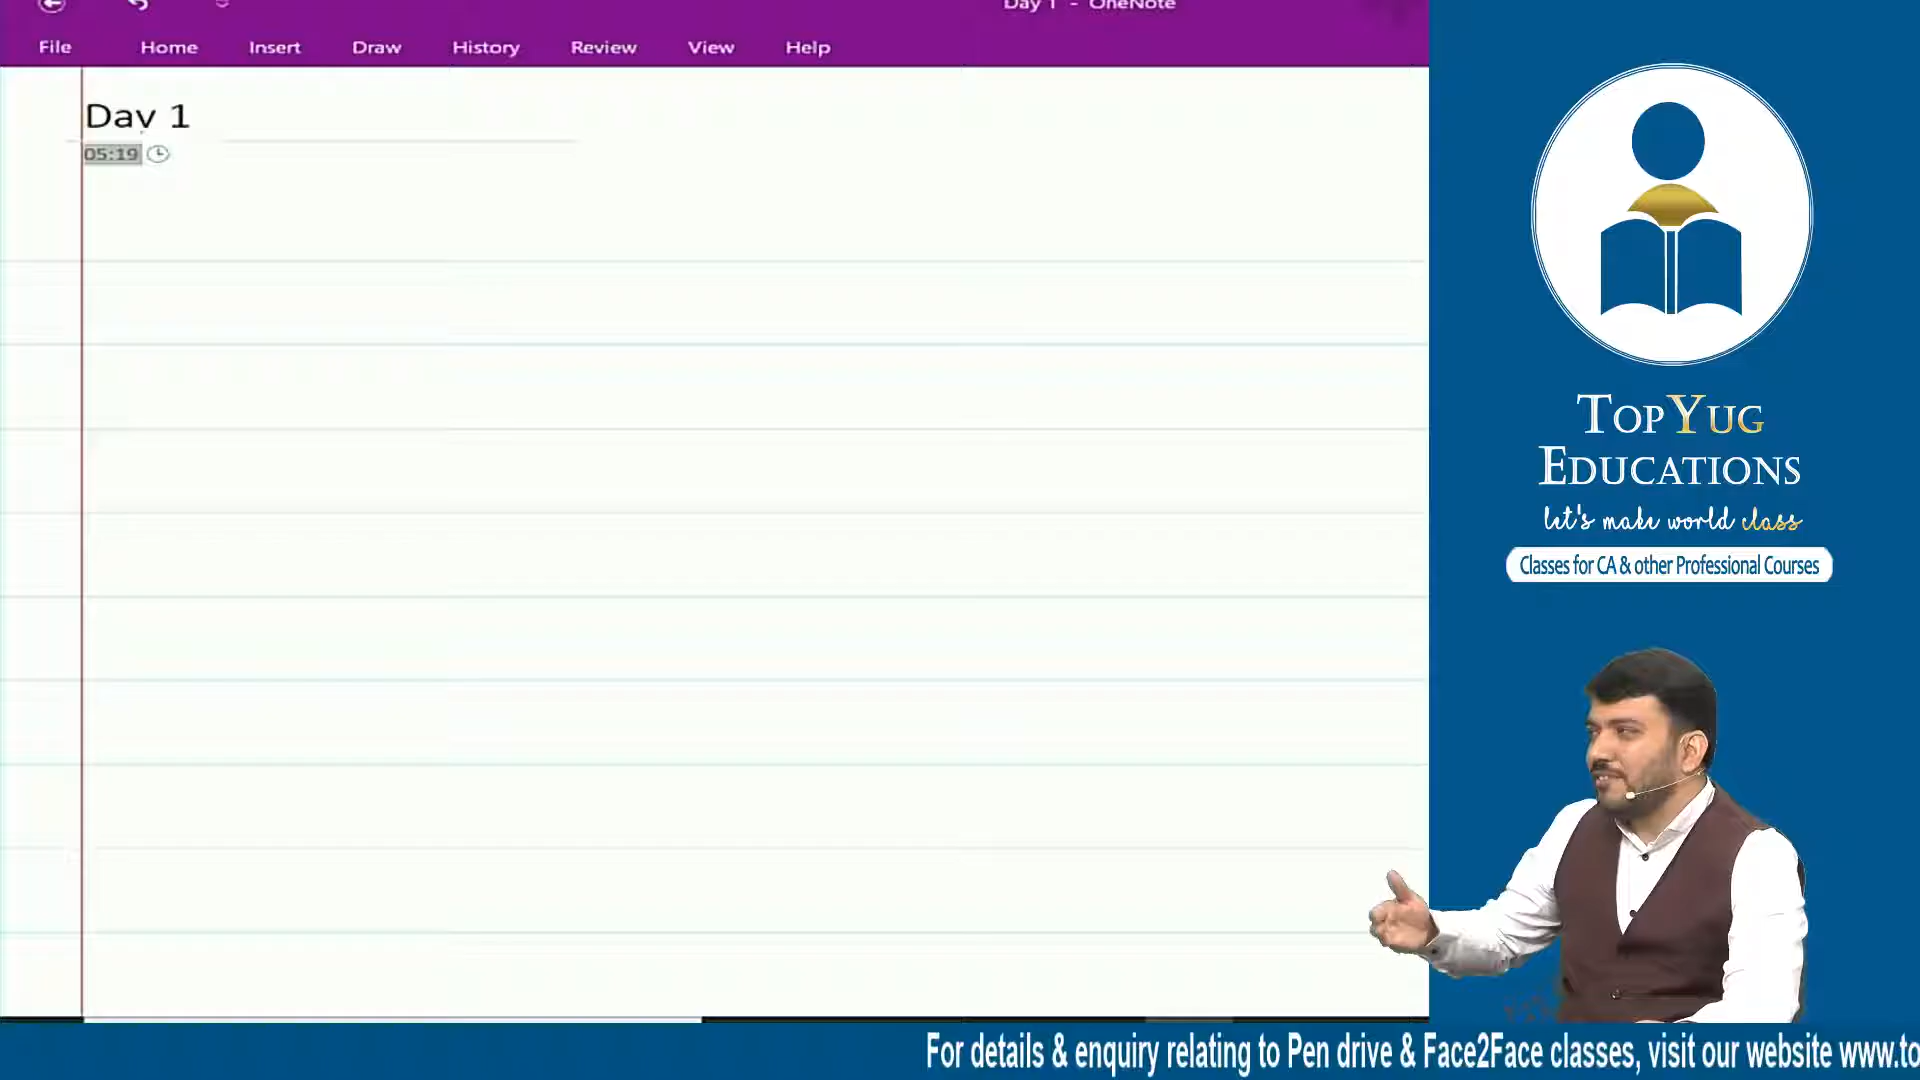 Day 1 - OneNote
File Home Insert Draw History Review View Help
Day 1
05:19
TOPYUG
EDUCATIONS
let's make world class
Classes for CA & other Professional Courses
For details & enquiry relating to Pen drive & Face2Face classes, visit our website www.to